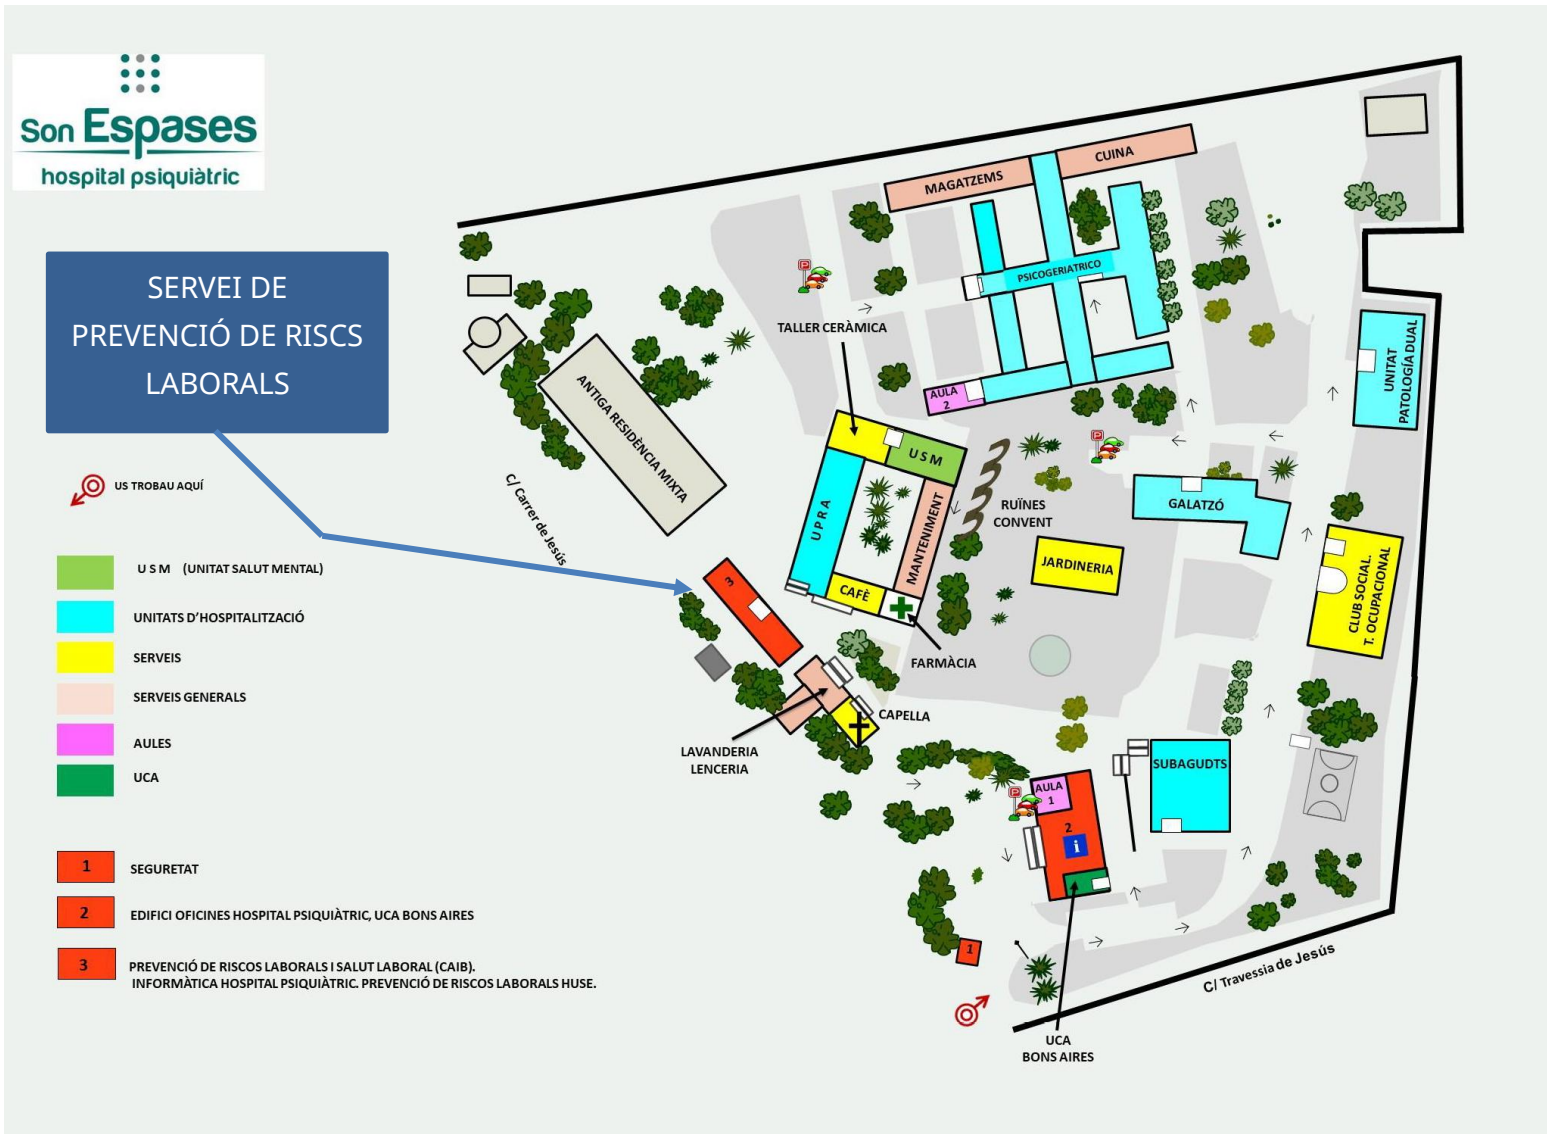 Son Espases
hospital psiquiàtric
SERVEI DE
PREVENCIÓ DE RISCS
LABORALS
US TROBAU AQUÍ
U S M (UNITAT SALUT MENTAL)
UNITATS D'HOSPITALITZACIÓ
SERVEIS
SERVEIS GENERALS
AULES
UCA
1 SEGURETAT
2 EDIFICI OFICINES HOSPITAL PSIQUIÀTRIC, UCA BONS AIRES
3 PREVENCIÓ DE RISCOS LABORALS I SALUT LABORAL (CAIB).
INFORMÀTICA HOSPITAL PSIQUIÀTRIC. PREVENCIÓ DE RISCOS LABORALS HUSE.
CUINA
MAGATZEMS
PSICOGERIATRICO
P
TALLER CERÀMICA
AULA
2
UNITAT
PATOLOGÍA DUAL
ANTIGA RESIDÈNCIA MIXTA
C/ Carrer de Jesús
U S M
P
U P R A
MANTENIMENT
RUÏNES
CONVENT
GALATZÓ
JARDINERIA
CLUB SOCIAL.
T. OCUPACIONAL
3
CAFÈ
FARMÀCIA
CAPELLA
LAVANDERIA
LENCERIA
SUBAGUDTS
P
AULA
1
2
i
1
C/ Travessia de Jesús
UCA
BONS AIRES